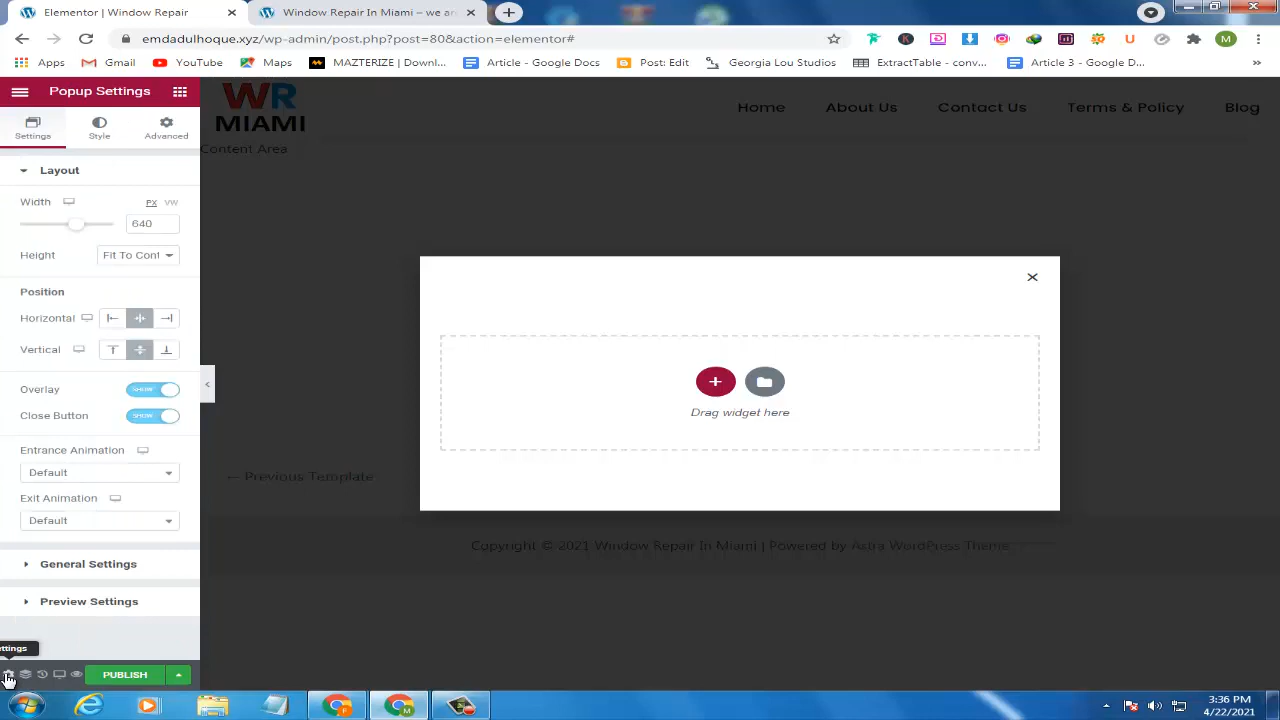 Elementor | Window Repair
Window Repair In Miami – we ar
emdadulhoque.xyz/wp-admin/post.php?post=80&action=elementor#
M
Apps
Gmail
YouTube
Maps
MAZTERIZE | Downl...
Article - Google Docs
Post Edit
Georgia Lou Studios
ExtractTable - conv...
Article 3 - Google D...
»
Popup Settings
Settings
Style
Advanced
WR
MIAMI
Home
About Us
Contact Us
Terms & Policy
Blog
Content Area
Layout
Width
PX
VW
640
Height
Fit To Cont
Position
Horizontal
Vertical
Overlay
SHOW
Close Button
SHOW
Entrance Animation
Default
Exit Animation
Default
General Settings
Preview Settings
Drag widget here
← Previous Template
Copyright © 2021 Window Repair In Miami | Powered by Astra WordPress Theme
ettings
PUBLISH
3:36 PM
4/22/2021